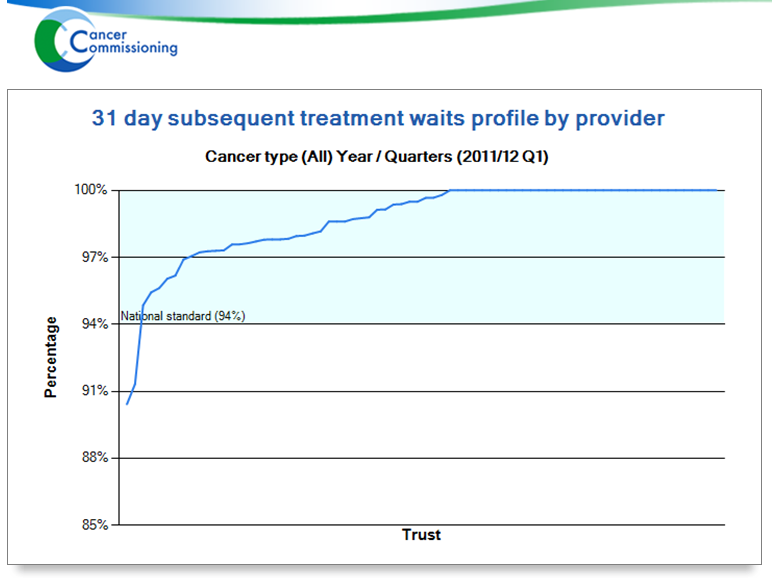 Cancer
Commissioning
31 day subsequent treatment waits profile by provider
Cancer type (All) Year / Quarters (2011/12 Q1)
100%
97%
National standard (94%)
94%
91%
88%
85%
Percentage
Trust